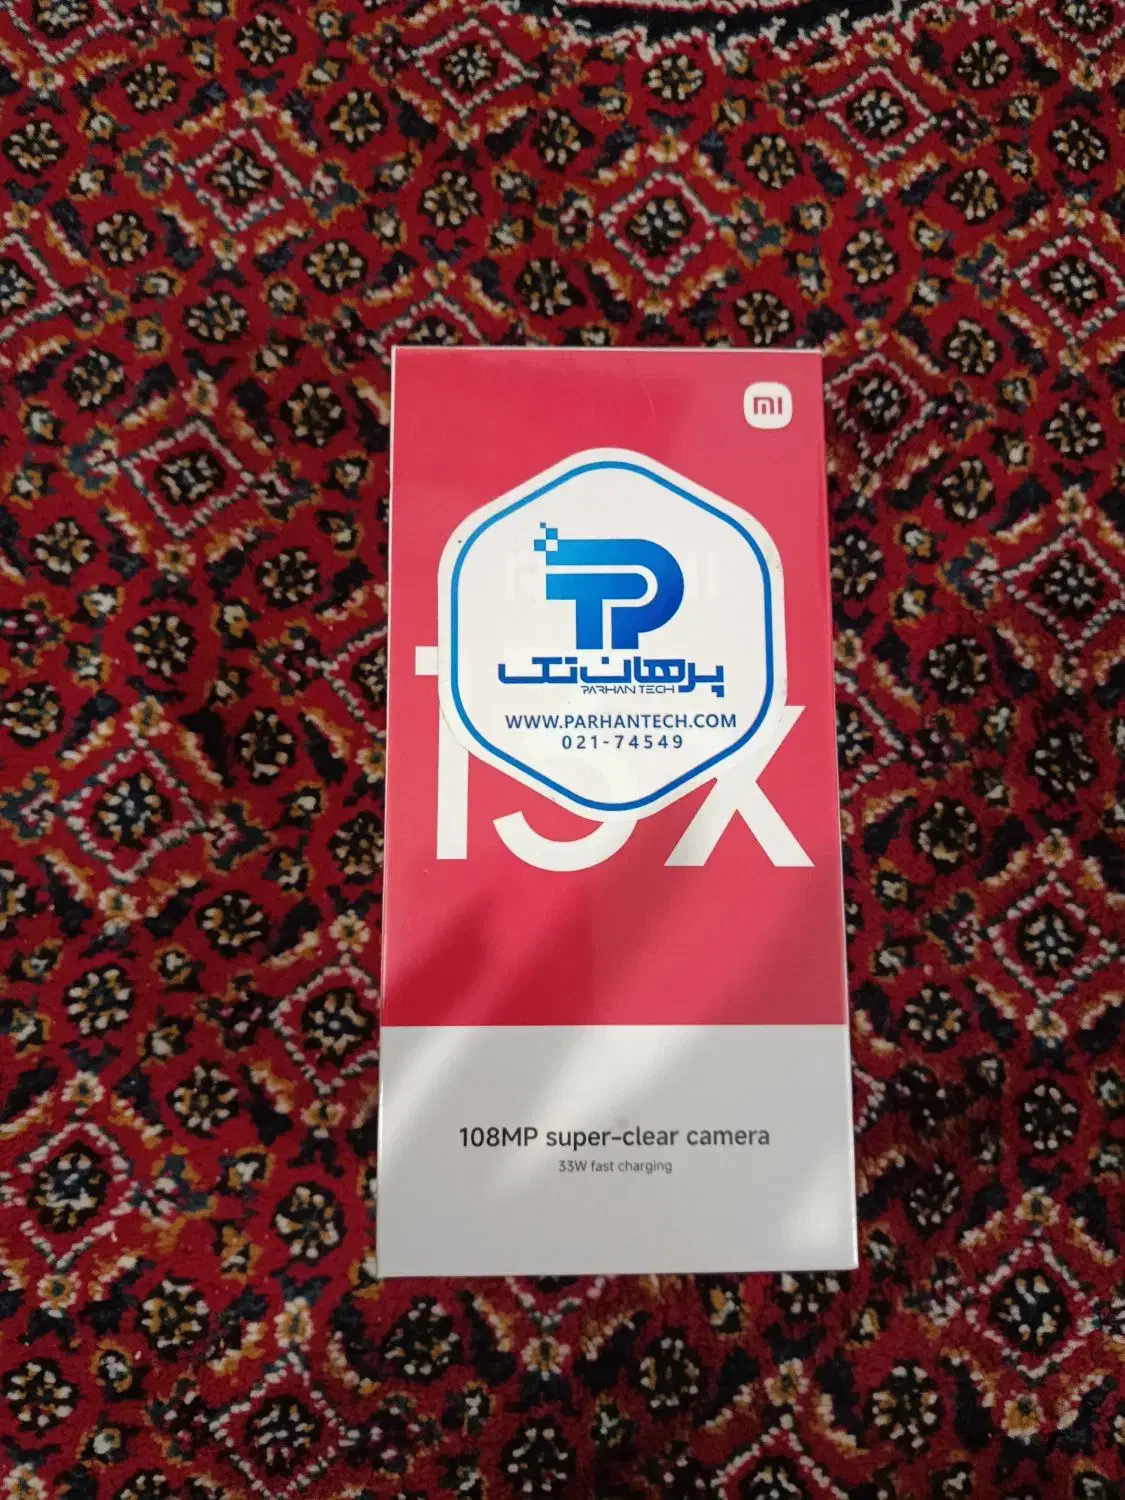 mi
پرهان تک
PARHAN TECH
WWW.PARHANTECH.COM
021-74549
108MP super-clear camera
33W fast charging